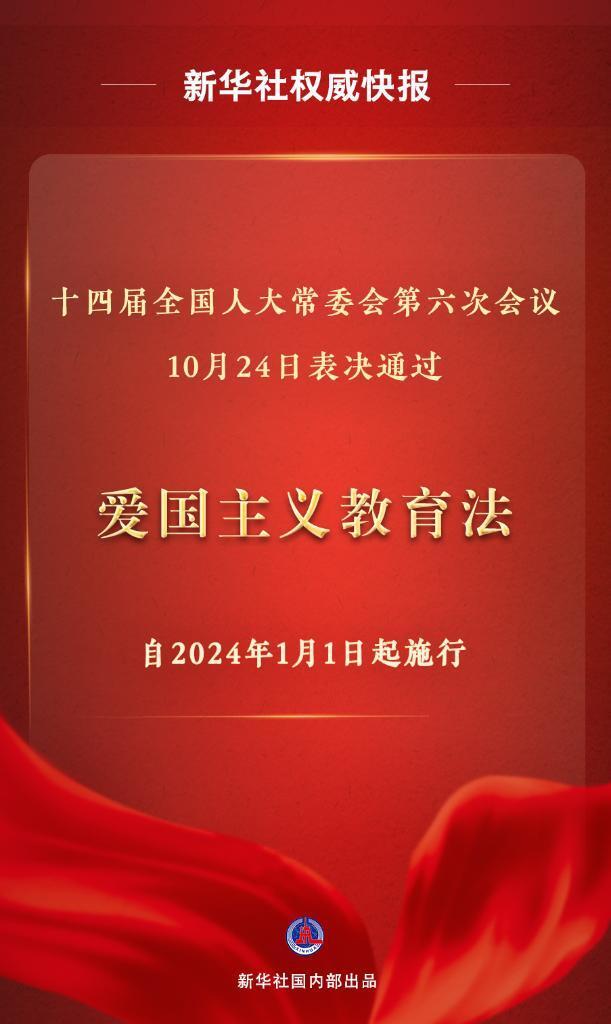 新华社权威快报
十四届全国人大常委会第六次会议
10月24日表决通过
爱国主义教育法
自2024年1月1日起施行
新华社国内部出品